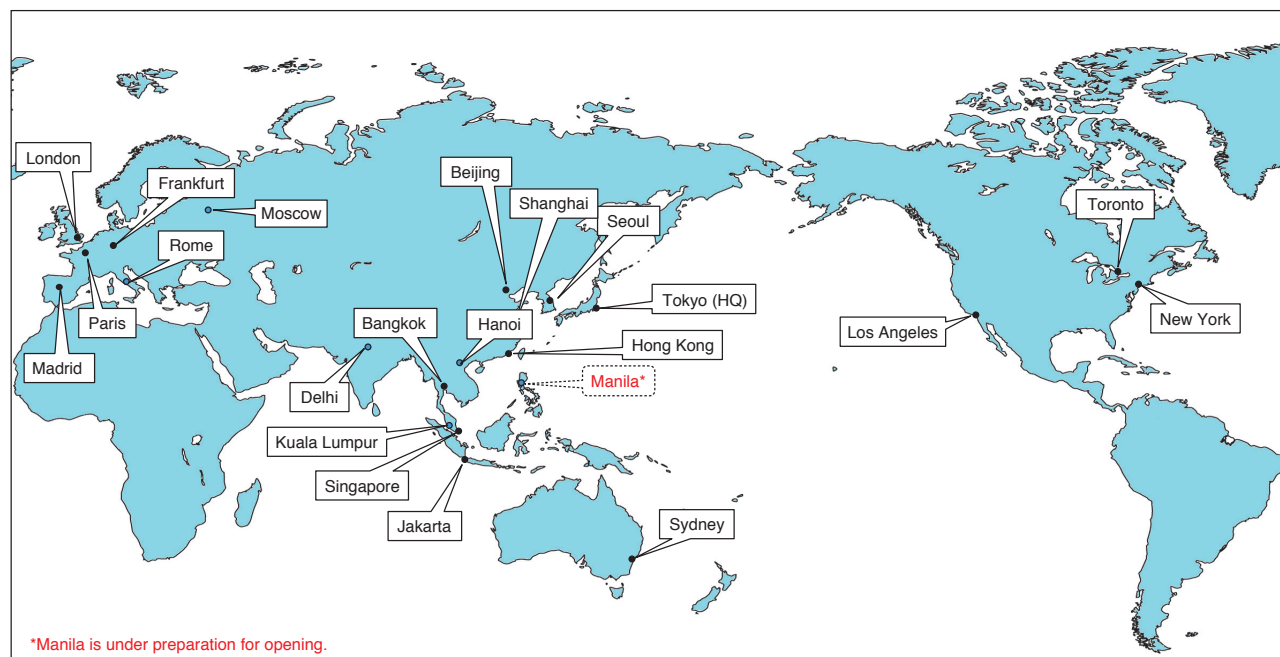 London
Frankfurt
Moscow
Rome
Paris
Madrid
Beijing
Shanghai
Seoul
Tokyo (HQ)
Bangkok
Hanoi
Hong Kong
Delhi
Manila*
Kuala Lumpur
Singapore
Jakarta
Sydney
Toronto
Los Angeles
New York
*Manila is under preparation for opening.